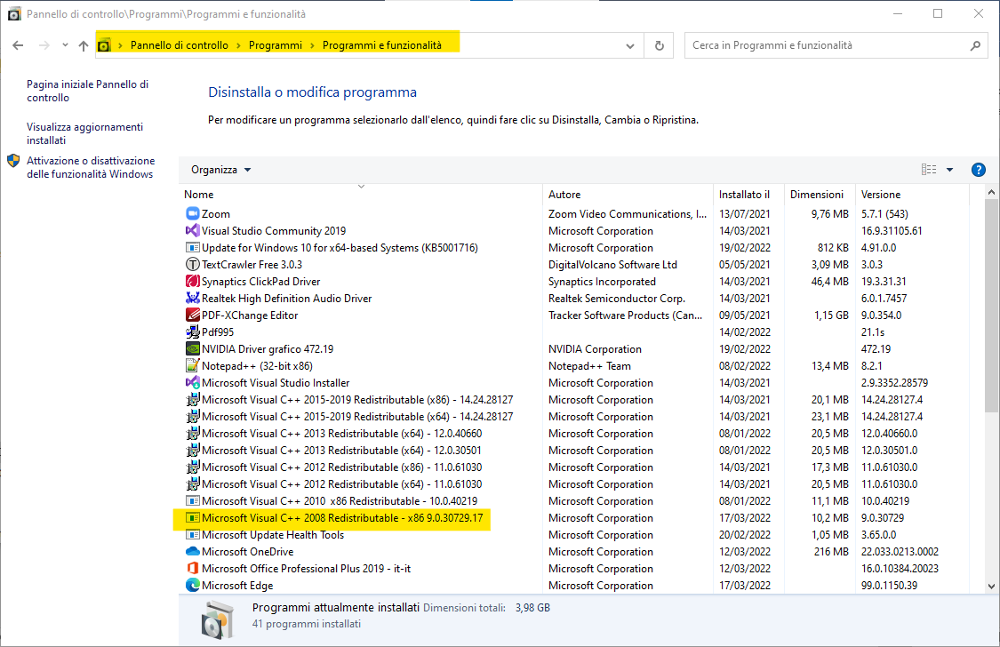 Pannello di controllo\Programmi\Programmi e funzionalità
Pannello di controllo > Programmi > Programmi e funzionalità
Cerca in Programmi e funzionalità
Pagina iniziale Pannello di
controllo
Visualizza aggiornamenti
installati
Attivazione o disattivazione
delle funzionalità Windows
Disinstalla o modifica programma
Per modificare un programma selezionarlo dall'elenco, quindi fare clic su Disinstalla, Cambia o Ripristina.
Organizza
Nome Autore Installato il Dimensioni Versione
Zoom Zoom Video Communications, I... 13/07/2021 9,76 MB 5.7.1 (543)
Visual Studio Community 2019 Microsoft Corporation 14/03/2021 16.9.31105.61
Update for Windows 10 for x64-based Systems (KB5001716) Microsoft Corporation 19/02/2022 812 KB 4.91.0.0
TextCrawler Free 3.0.3 DigitalVolcano Software Ltd 05/05/2021 3,09 MB 3.0.3
Synaptics ClickPad Driver Synaptics Incorporated 14/03/2021 46,4 MB 19.3.31.31
Realtek High Definition Audio Driver Realtek Semiconductor Corp. 14/03/2021 6.0.1.7457
PDF-XChange Editor Tracker Software Products (Can... 09/05/2021 1,15 GB 9.0.354.0
Pdf995 14/02/2022 21.1s
NVIDIA Driver grafico 472.19 NVIDIA Corporation 19/02/2022 472.19
Notepad++ (32-bit x86) Notepad++ Team 08/02/2022 13,4 MB 8.2.1
Microsoft Visual Studio Installer Microsoft Corporation 14/03/2021 2.9.3352.28579
Microsoft Visual C++ 2015-2019 Redistributable (x86) - 14.24.28127 Microsoft Corporation 14/03/2021 20,1 MB 14.24.28127.4
Microsoft Visual C++ 2015-2019 Redistributable (x64) - 14.24.28127 Microsoft Corporation 14/03/2021 23,1 MB 14.24.28127.4
Microsoft Visual C++ 2013 Redistributable (x64) - 12.0.40660 Microsoft Corporation 08/01/2022 20,5 MB 12.0.40660.0
Microsoft Visual C++ 2013 Redistributable (x64) - 12.0.30501 Microsoft Corporation 08/01/2022 20,5 MB 12.0.30501.0
Microsoft Visual C++ 2012 Redistributable (x86) - 11.0.61030 Microsoft Corporation 14/03/2021 17,3 MB 11.0.61030.0
Microsoft Visual C++ 2012 Redistributable (x64) - 11.0.61030 Microsoft Corporation 14/03/2021 20,5 MB 11.0.61030.0
Microsoft Visual C++ 2010  x86 Redistributable - 10.0.40219 Microsoft Corporation 08/01/2022 11,1 MB 10.0.40219
Microsoft Visual C++ 2008 Redistributable - x86 9.0.30729.17 Microsoft Corporation 17/03/2022 10,2 MB 9.0.30729
Microsoft Update Health Tools Microsoft Corporation 20/02/2022 1,05 MB 3.65.0.0
Microsoft OneDrive Microsoft Corporation 12/03/2022 216 MB 22.033.0213.0002
Microsoft Office Professional Plus 2019 - it-it Microsoft Corporation 12/03/2022 16.0.10384.20023
Microsoft Edge Microsoft Corporation 17/03/2022 99.0.1150.39
Programmi attualmente installati Dimensioni totali: 3,98 GB
41 programmi installati